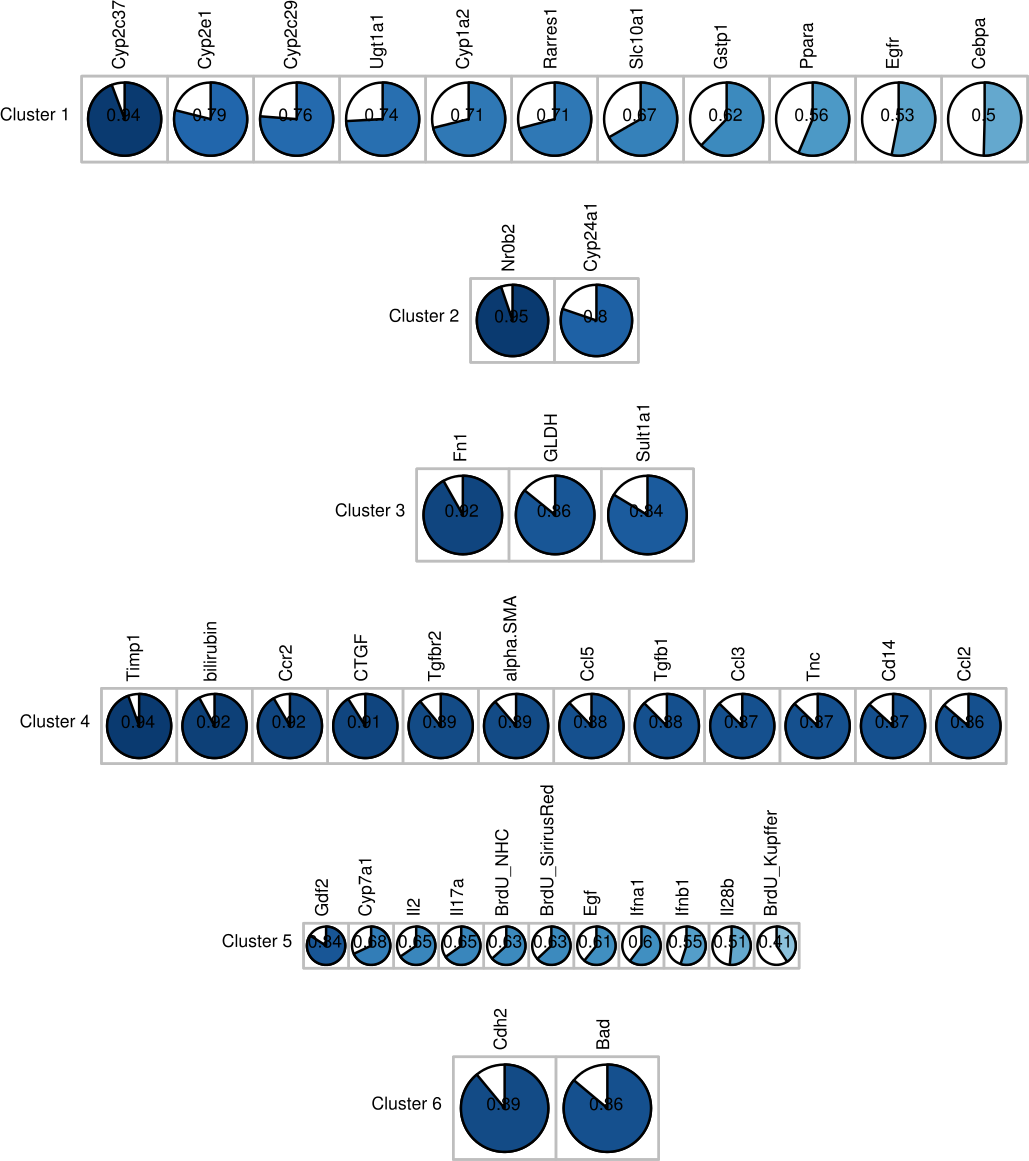 Cyp2c37 Cyp2e1 Cyp2c29 Ugt1a1 Cyp1a2 Rarres1 Slc10a1 Gstp1 Ppara Egfr Cebpa
Cluster 1 0.94 0.79 0.76 0.74 0.71 0.71 0.67 0.62 0.56 0.53 0.5
Nr0b2 Cyp24a1
Cluster 2 0.95 0.8
Fn1 GLDH Sult1a1
Cluster 3 0.92 0.86 0.84
Timp1 bilirubin Ccr2 CTGF Tgfbr2 alpha.SMA Ccl5 Tgfb1 Ccl3 Tnc Cd14 Ccl2
Cluster 4 0.94 0.92 0.92 0.91 0.89 0.89 0.88 0.88 0.87 0.87 0.87 0.86
Gdf2 Cyp7a1 Il2 Il17a BrdU_NHC BrdU_SirirusRed Egf Ifna1 Ifnb1 Il28b BrdU_Kupffer
Cluster 5 0.84 0.68 0.65 0.65 0.63 0.63 0.61 0.6 0.55 0.51 0.41
Cdh2 Bad
Cluster 6 0.89 0.86